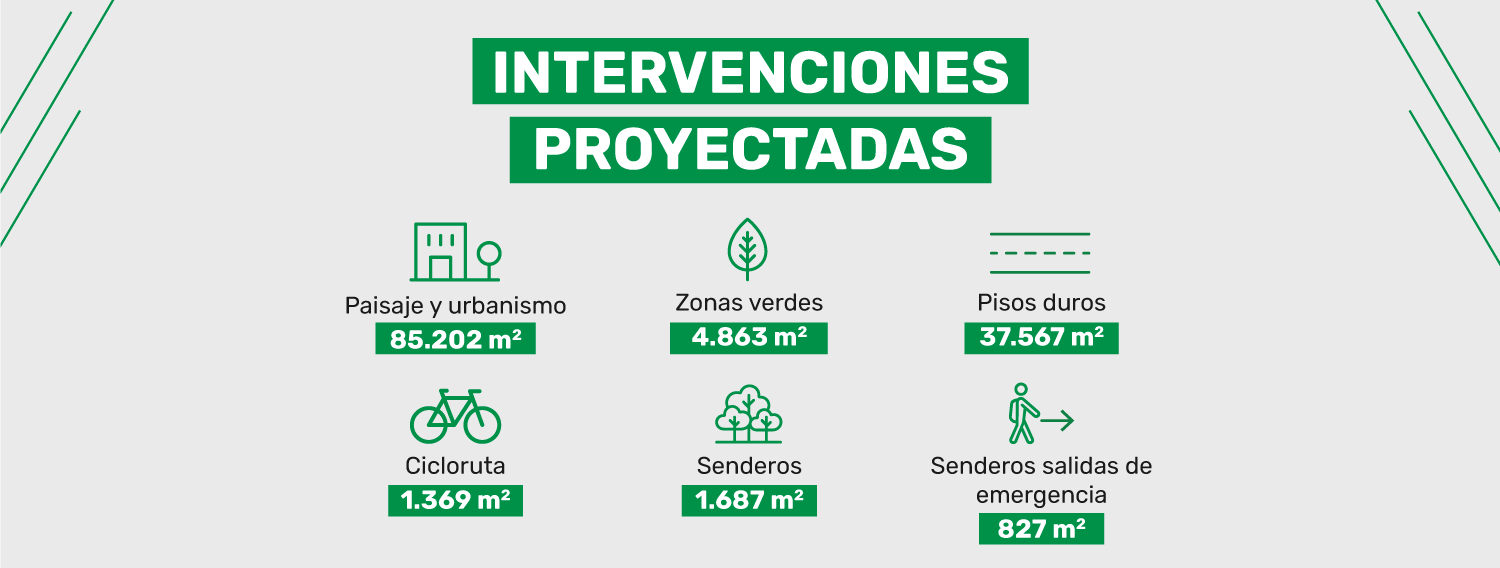 INTERVENCIONES
PROYECTADAS
Paisaje y urbanismo
85.202 m²
Zonas verdes
4.863 m²
Pisos duros
37.567 m²
Cicloruta
1.369 m²
Senderos
1.687 m²
Senderos salidas de
emergencia
827 m²